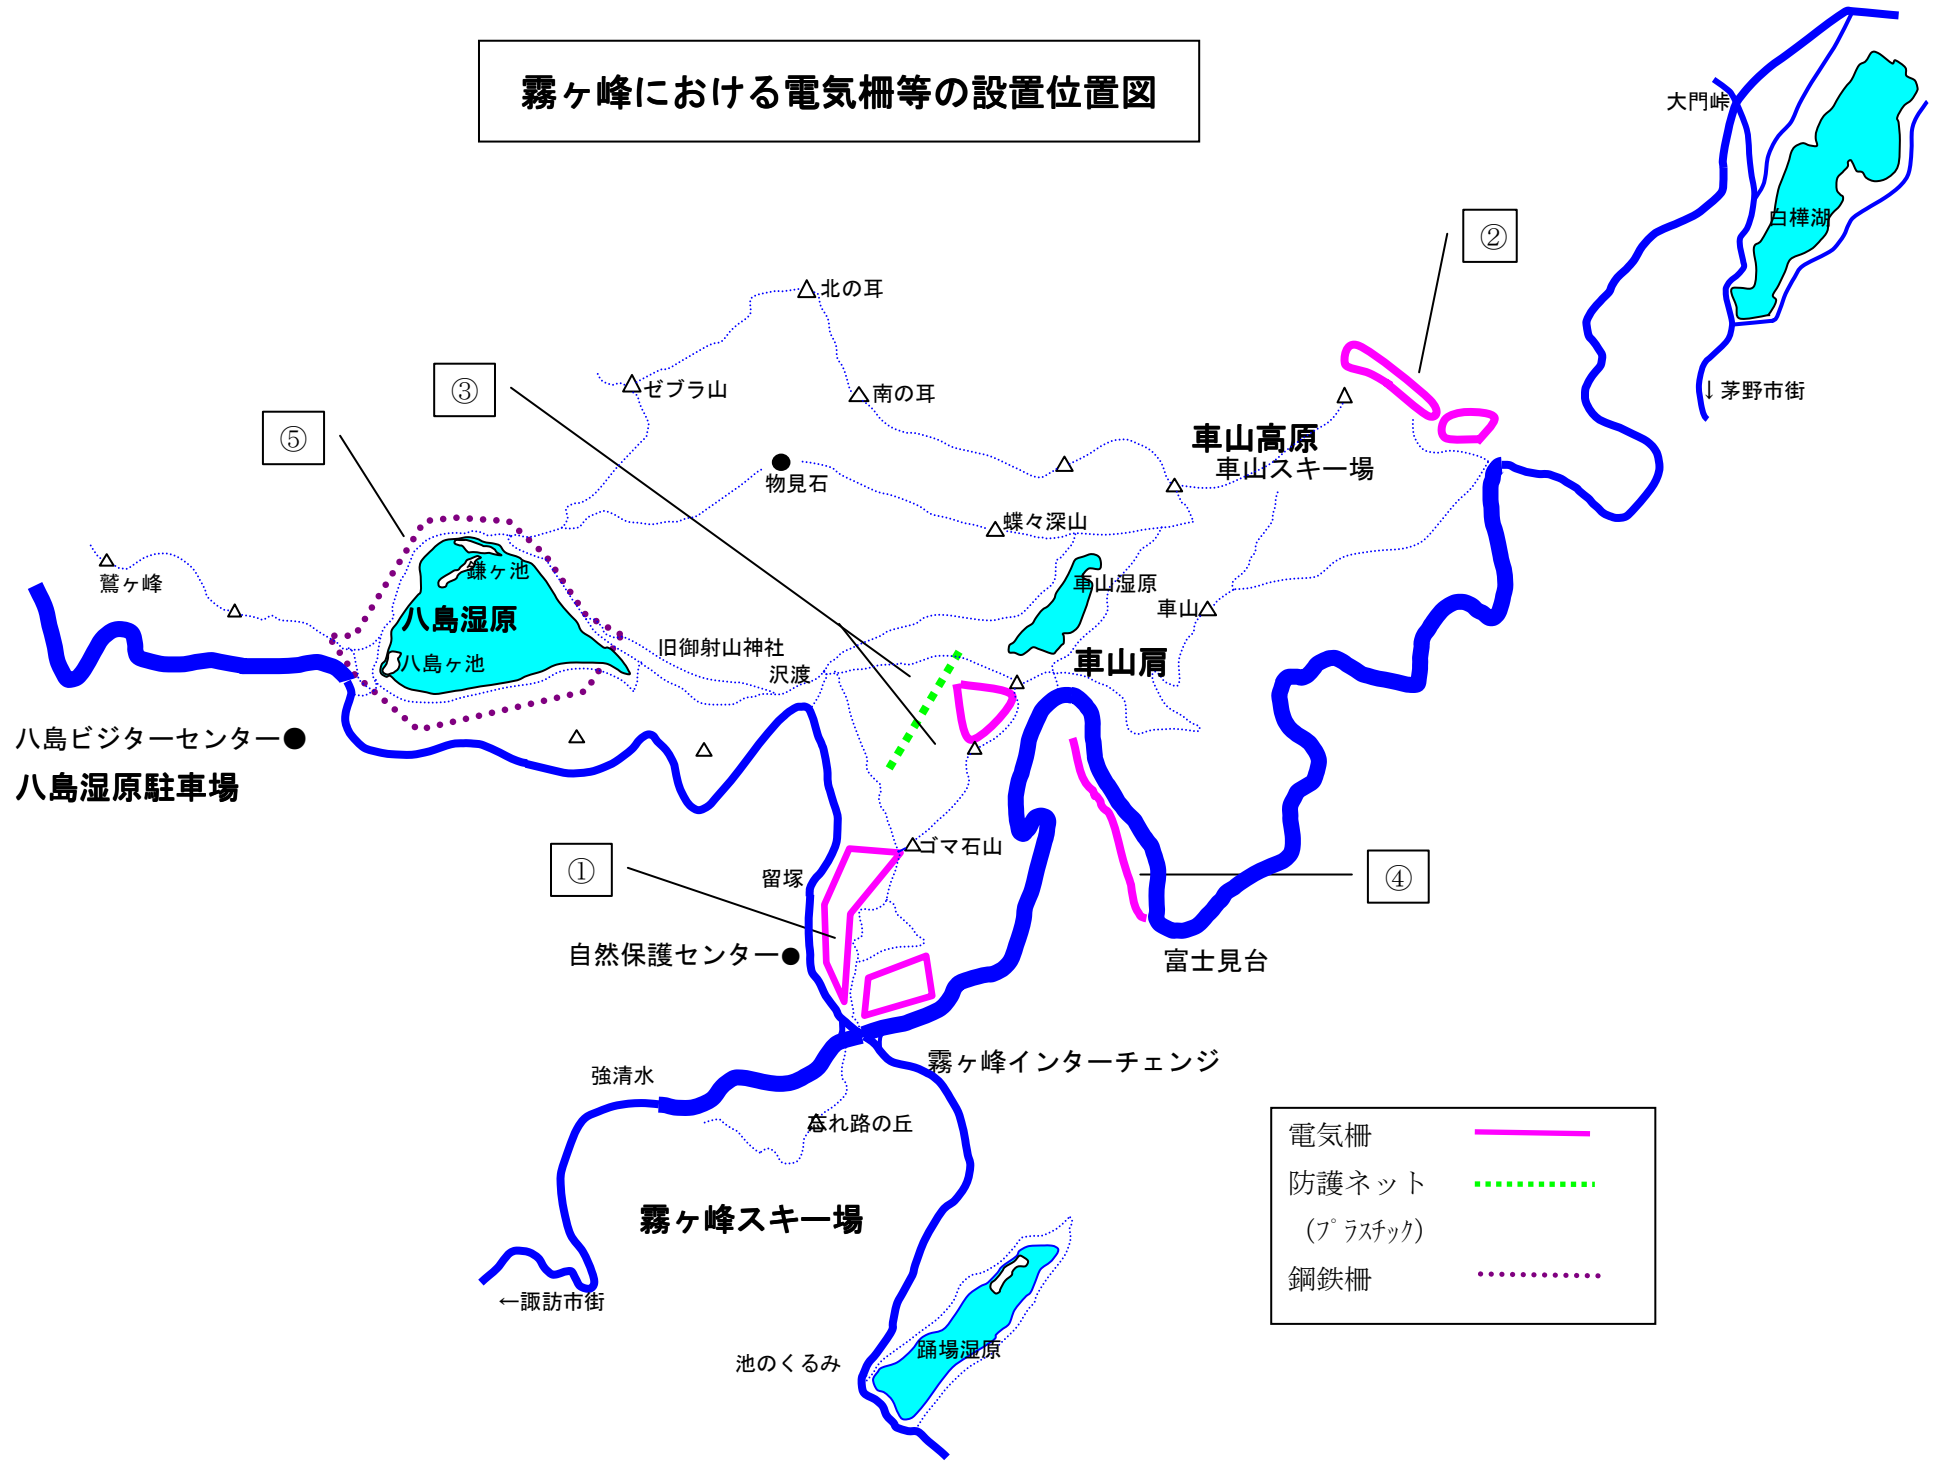 霧ヶ峰における電気柵等の設置位置図
大門峠
白樺湖
②
北の耳
③
ゼブラ山
南の耳
↓茅野市街
⑤
車山高原
車山スキー場
物見石
蝶々深山
鎌ヶ池
鷲ヶ峰
車山湿原
車山
八島湿原
旧御射山神社
八島ヶ池
沢渡
車山肩
八島ビジターセンター●
八島湿原駐車場
ゴマ石山
①
留塚
④
自然保護センター●
富士見台
霧ヶ峰インターチェンジ
強清水
忘れ路の丘
電気柵
防護ネット
(プラスチック)
鋼鉄柵
霧ヶ峰スキー場
←諏訪市街
踊場湿原
池のくるみ